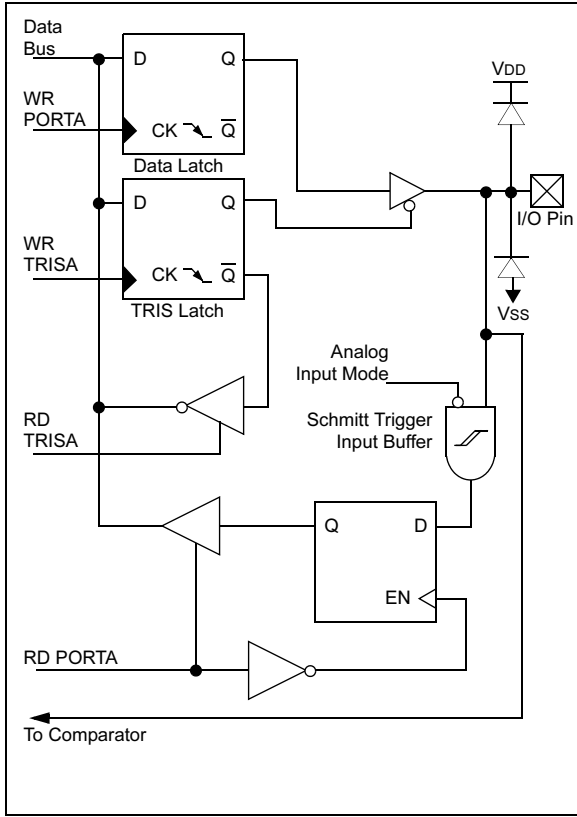 Data
Bus
D Q
VDD
WR
PORTA
CK Q̅
Data Latch
I/O Pin
D Q
WR
TRISA
CK Q̅
TRIS Latch
VSS
Analog
Input Mode
Schmitt Trigger
Input Buffer
RD
TRISA
Q D
EN
RD PORTA
To Comparator